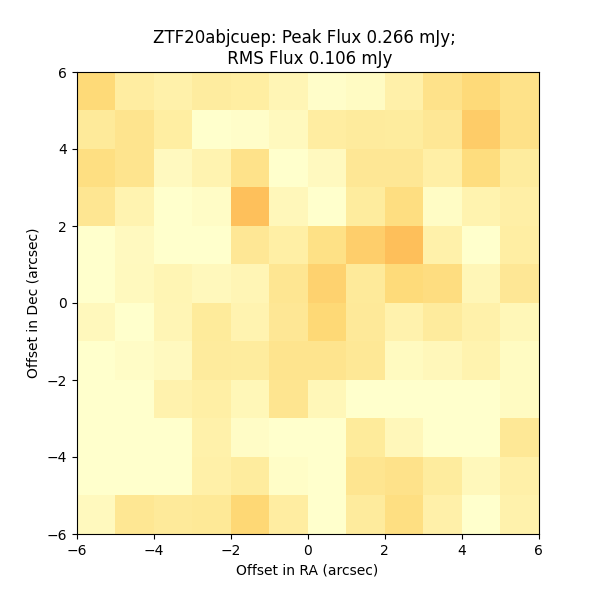 ZTF20abjcuep: Peak Flux 0.266 mJy;
RMS Flux 0.106 mJy
6
4
2
0
−2
−4
−6
Offset in Dec (arcsec)
−6 −4 −2 0 2 4 6
Offset in RA (arcsec)